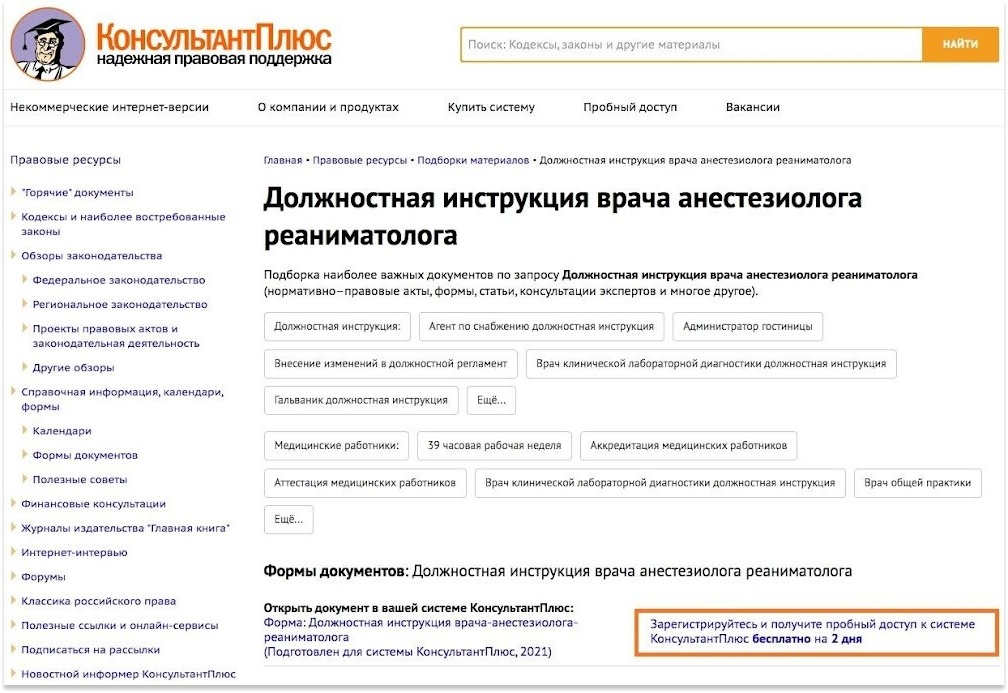 КонсультантПлюс
надежная правовая поддержка
Поиск: Кодексы, законы и другие материалы
НАЙТИ
Некоммерческие интернет-версии
О компании и продуктах
Купить систему
Пробный доступ
Вакансии
Правовые ресурсы
"Горячие" документы
Кодексы и наиболее востребованные
законы
Обзоры законодательства
Федеральное законодательство
Региональное законодательство
Проекты правовых актов и
законодательная деятельность
Другие обзоры
Справочная информация, календари,
формы
Календари
Формы документов
Полезные советы
Финансовые консультации
Журналы издательства "Главная книга"
Интернет-интервью
Форумы
Классика российского права
Полезные ссылки и онлайн-сервисы
Подписаться на рассылки
Новостной информер КонсультантПлюс
Главная • Правовые ресурсы • Подборки материалов • Должностная инструкция врача анестезиолога реаниматолога
Должностная инструкция врача анестезиолога
реаниматолога
Подборка наиболее важных документов по запросу Должностная инструкция врача анестезиолога реаниматолога
(нормативно–правовые акты, формы, статьи, консультации экспертов и многое другое).
Должностная инструкция:
Агент по снабжению должностная инструкция
Администратор гостиницы
Внесение изменений в должностной регламент
Врач клинической лабораторной диагностики должностная инструкция
Гальваник должностная инструкция
Ещё...
Медицинские работники:
39 часовая рабочая неделя
Аккредитация медицинских работников
Аттестация медицинских работников
Врач клинической лабораторной диагностики должностная инструкция
Врач общей практики
Ещё...
Формы документов: Должностная инструкция врача анестезиолога реаниматолога
Открыть документ в вашей системе КонсультантПлюс:
Форма: Должностная инструкция врача-анестезиолога-
реаниматолога
(Подготовлен для системы КонсультантПлюс, 2021)
Зарегистрируйтесь и получите пробный доступ к системе
КонсультантПлюс бесплатно на 2 дня